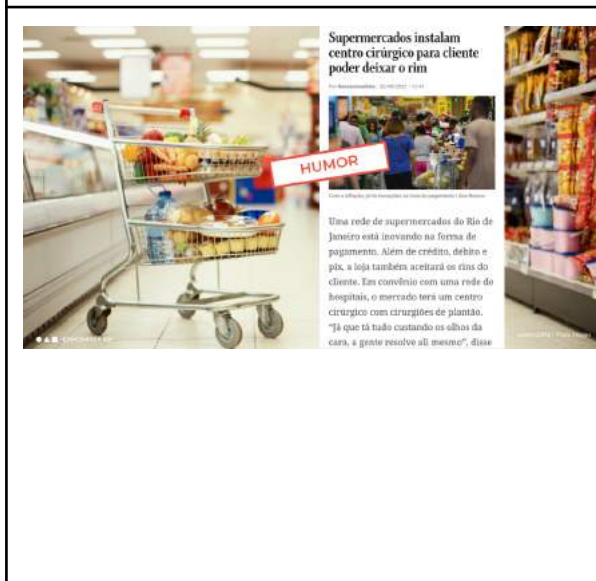 Supermercados instalam
centro cirúrgico para cliente
poder deixar o rim
HUMOR
Uma rede de supermercados do Rio de
Janeiro está inovando na forma de
pagamento. Além de crédito, débito e
pix, a loja também aceitará os rins do
cliente. Em convênio com uma rede de
hospitais, o mercado terá um centro
cirúrgico com cirurgiões de plantão.
"Já que tá tudo custando os olhos da
cara, a gente resolve ali mesmo", disse